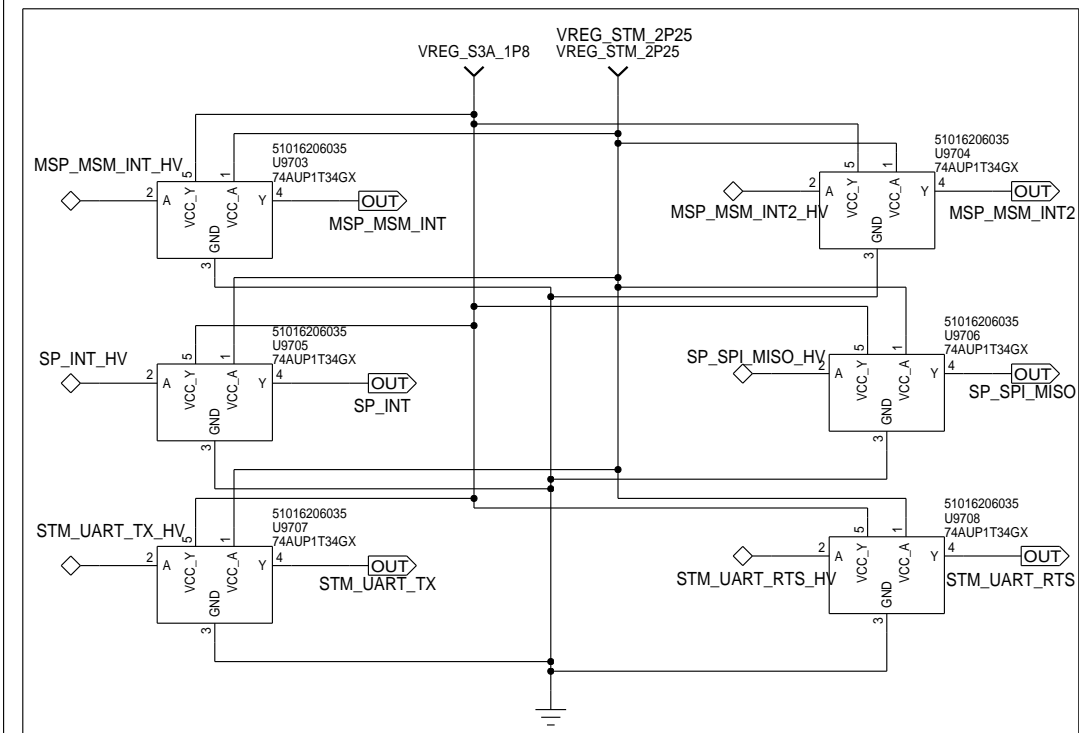 VREG_S3A_1P8
VREG_STM_2P25
VREG_STM_2P25
MSP_MSM_INT_HV
2
A
5
VCC_Y
1
VCC_A
GND
3
Y
4
51016206035
U9703
74AUP1T34GX
OUT
MSP_MSM_INT
MSP_MSM_INT2_HV
2
A
5
VCC_Y
1
VCC_A
GND
3
Y
4
51016206035
U9704
74AUP1T34GX
OUT
MSP_MSM_INT2
SP_INT_HV
2
A
5
VCC_Y
1
VCC_A
GND
3
Y
4
51016206035
U9705
74AUP1T34GX
OUT
SP_INT
SP_SPI_MISO_HV
2
A
5
VCC_Y
1
VCC_A
GND
3
Y
4
51016206035
U9706
74AUP1T34GX
OUT
SP_SPI_MISO
STM_UART_TX_HV
2
A
5
VCC_Y
1
VCC_A
GND
3
Y
4
51016206035
U9707
74AUP1T34GX
OUT
STM_UART_TX
STM_UART_RTS_HV
2
A
5
VCC_Y
1
VCC_A
GND
3
Y
4
51016206035
U9708
74AUP1T34GX
OUT
STM_UART_RTS